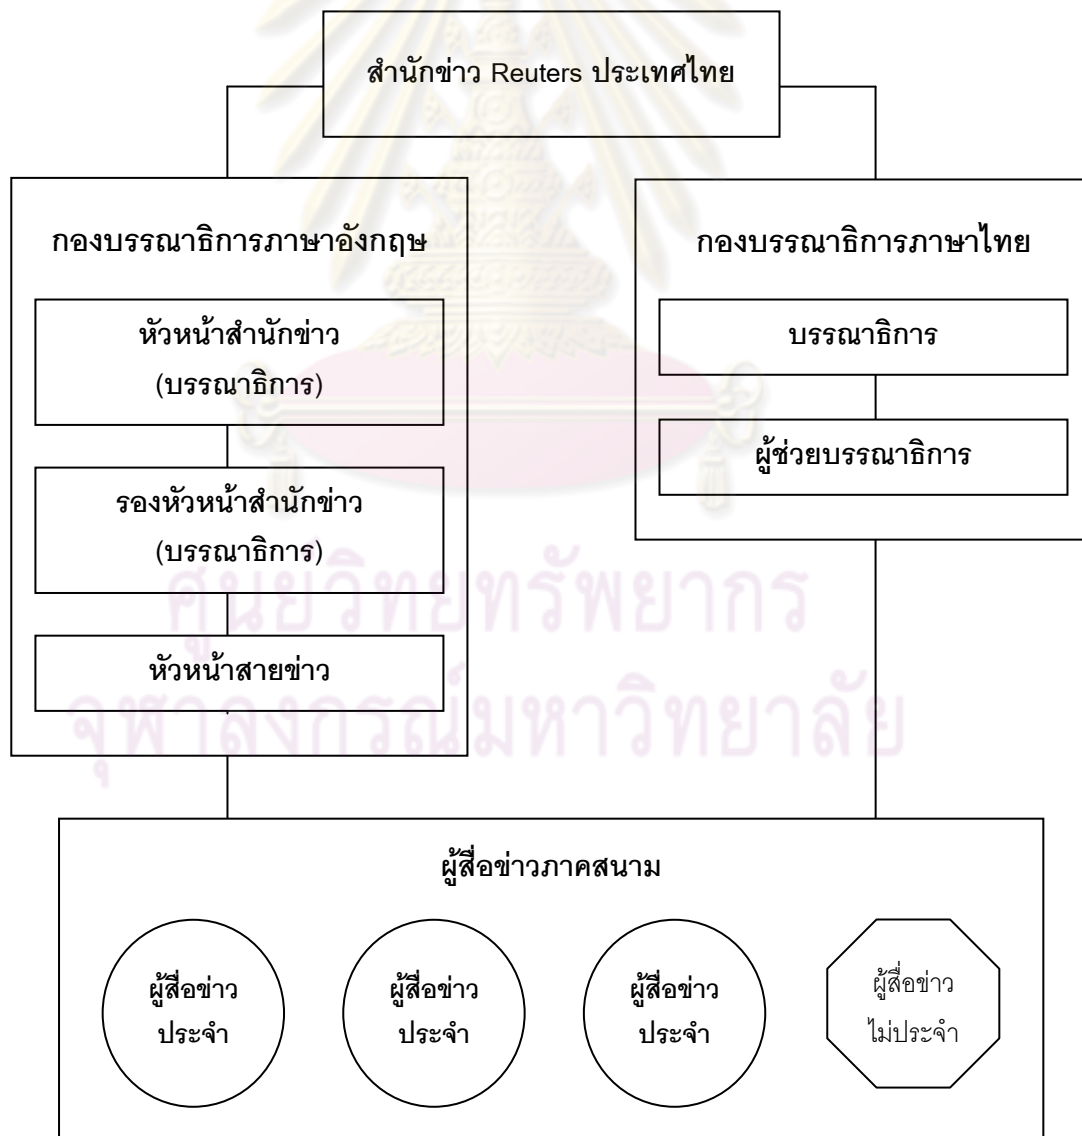 สำนักข่าว Reuters ประเทศไทย
กองบรรณาธิการภาษาอังกฤษ
หัวหน้าสำนักข่าว
(บรรณาธิการ)
รองหัวหน้าสำนักข่าว
(บรรณาธิการ)
หัวหน้าสายข่าว
กองบรรณาธิการภาษาไทย
บรรณาธิการ
ผู้ช่วยบรรณาธิการ
ศูนย์วิทยทรัพยากร
จุฬาลงกรณ์มหาวิทยาลัย
ผู้สื่อข่าวภาคสนาม
ผู้สื่อข่าว
ประจำ
ผู้สื่อข่าว
ประจำ
ผู้สื่อข่าว
ประจำ
ผู้สื่อข่าว
ไม่ประจำ